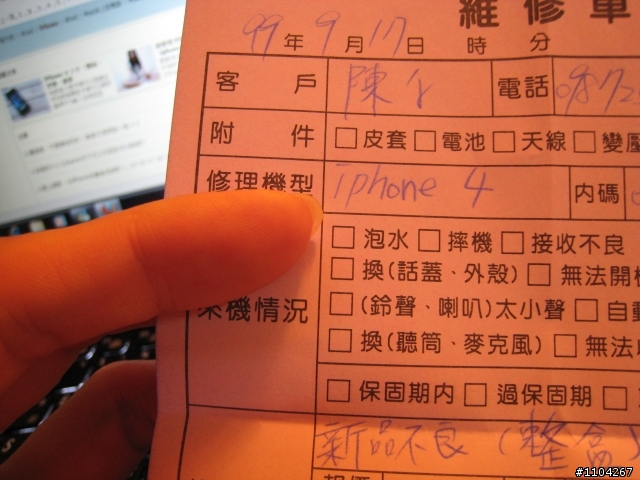 維修單
99年9月17日 時 分
客戶 陳 電話
附件 □皮套□電池□天線□變壓
修理機型 iphone 4 內碼
□泡水□摔機□接收不良
□換(話蓋、外殼)□無法開機
來機情況 □(鈴聲、喇叭)太小聲□自動
□換(聽筒、麥克風)□無法
□保固期內□過保固期□
新品不良(整盒
#1104267